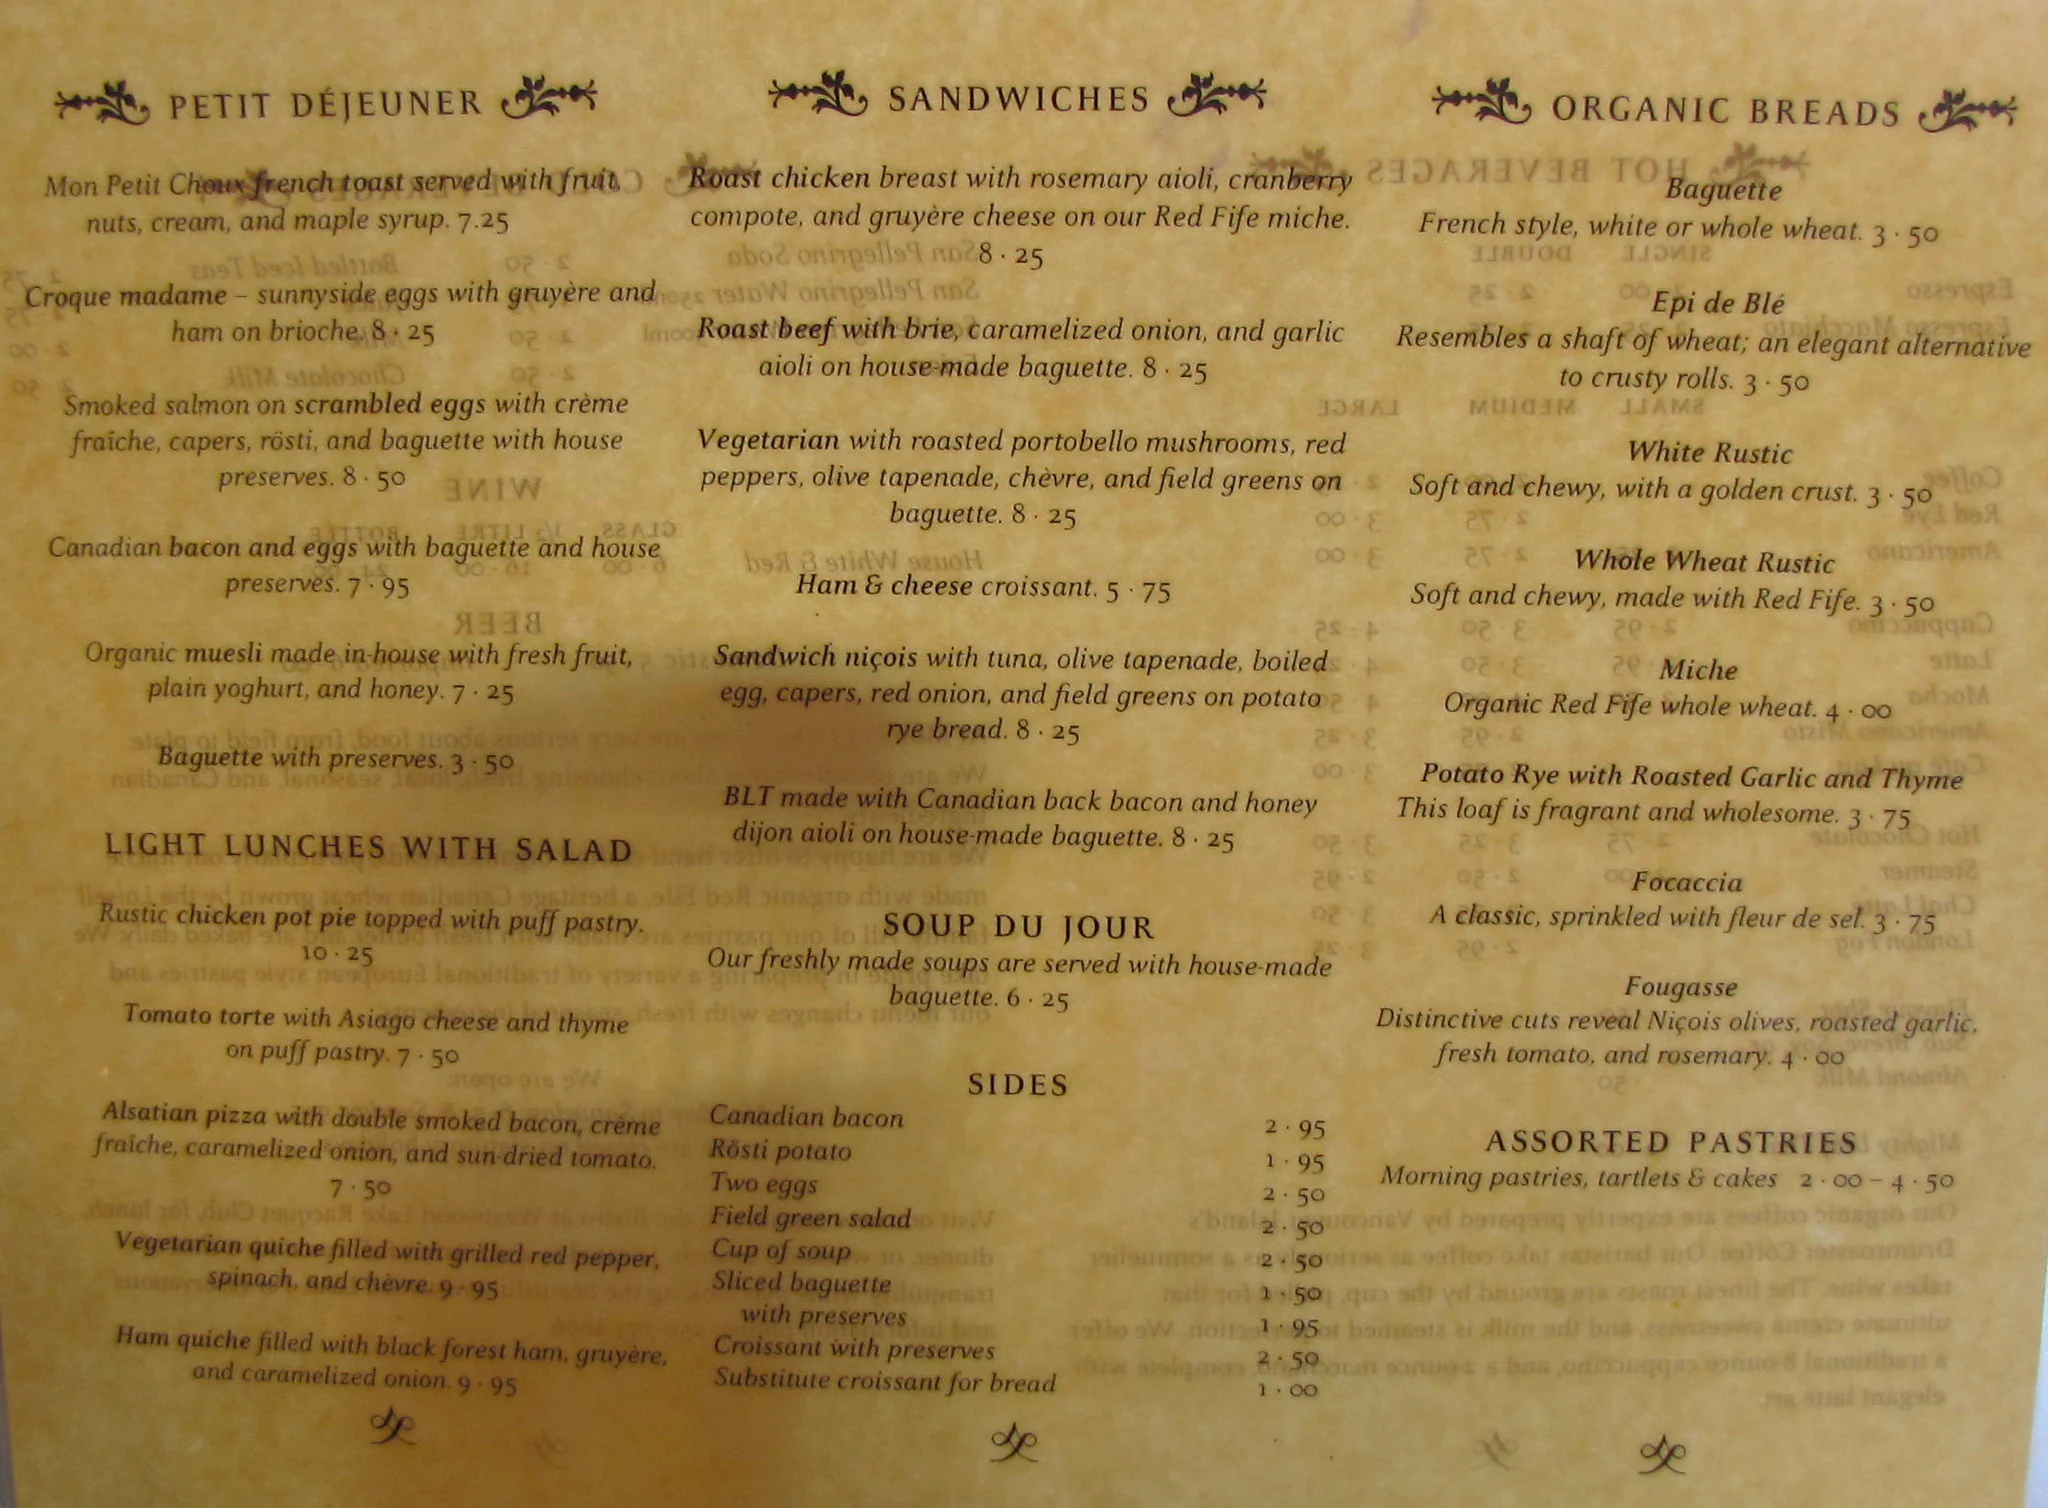 PETIT DÉJEUNER
Mon Petit Choux french toast served with fruit,
nuts, cream, and maple syrup. 7.25
Croque madame – sunnyside eggs with gruyère and
ham on brioche. 8 · 25
Smoked salmon on scrambled eggs with crème
fraîche, capers, rösti, and baguette with house
preserves. 8 · 50
Canadian bacon and eggs with baguette and house
preserves. 7 · 95
Organic muesli made in-house with fresh fruit,
plain yoghurt, and honey. 7 · 25
Baguette with preserves. 3 · 50
LIGHT LUNCHES WITH SALAD
Rustic chicken pot pie topped with puff pastry.
10 · 25
Tomato torte with Asiago cheese and thyme
on puff pastry. 7 · 50
Alsatian pizza with double smoked bacon, crème
fraîche, caramelized onion, and sun-dried tomato.
7 · 50
Vegetarian quiche filled with grilled red pepper,
spinach, and chèvre. 9 · 95
Ham quiche filled with black forest ham, gruyère,
and caramelized onion. 9 · 95
SANDWICHES
Roast chicken breast with rosemary aioli, cranberry
compote, and gruyère cheese on our Red Fife miche.
8 · 25
Roast beef with brie, caramelized onion, and garlic
aioli on house-made baguette. 8 · 25
Vegetarian with roasted portobello mushrooms, red
peppers, olive tapenade, chèvre, and field greens on
baguette. 8 · 25
Ham & cheese croissant. 5 · 75
Sandwich niçois with tuna, olive tapenade, boiled
egg, capers, red onion, and field greens on potato
rye bread. 8 · 25
BLT made with Canadian back bacon and honey
dijon aioli on house-made baguette. 8 · 25
SOUP DU JOUR
Our freshly made soups are served with house-made
baguette. 6 · 25
SIDES
Canadian bacon 2 · 95
Rösti potato 1 · 95
Two eggs 2 · 50
Field green salad 2 · 50
Cup of soup 2 · 50
Sliced baguette 1 · 50
with preserves 1 · 95
Croissant with preserves 2 · 50
Substitute croissant for bread 1 · 00
ORGANIC BREADS
Baguette
French style, white or whole wheat. 3 · 50
Epi de Blé
Resembles a shaft of wheat; an elegant alternative
to crusty rolls. 3 · 50
White Rustic
Soft and chewy, with a golden crust. 3 · 50
Whole Wheat Rustic
Soft and chewy, made with Red Fife. 3 · 50
Miche
Organic Red Fife whole wheat. 4 · 00
Potato Rye with Roasted Garlic and Thyme
This loaf is fragrant and wholesome. 3 · 75
Focaccia
A classic, sprinkled with fleur de sel. 3 · 75
Fougasse
Distinctive cuts reveal Niçois olives, roasted garlic,
fresh tomato, and rosemary. 4 · 00
ASSORTED PASTRIES
Morning pastries, tartlets & cakes 2 · 00 – 4 · 50